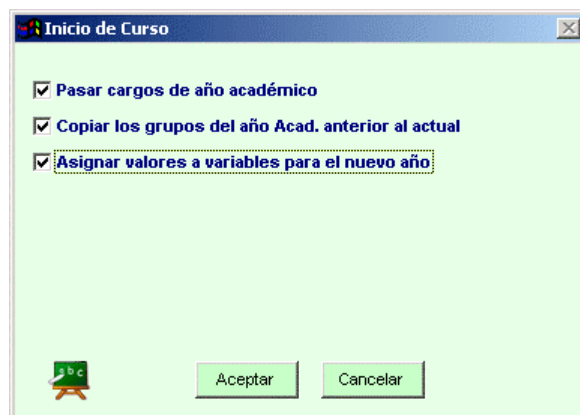 Inicio de Curso
Pasar cargos de año académico
Copiar los grupos del año Acad. anterior al actual
Asignar valores a variables para el nuevo año
abc
Aceptar
Cancelar